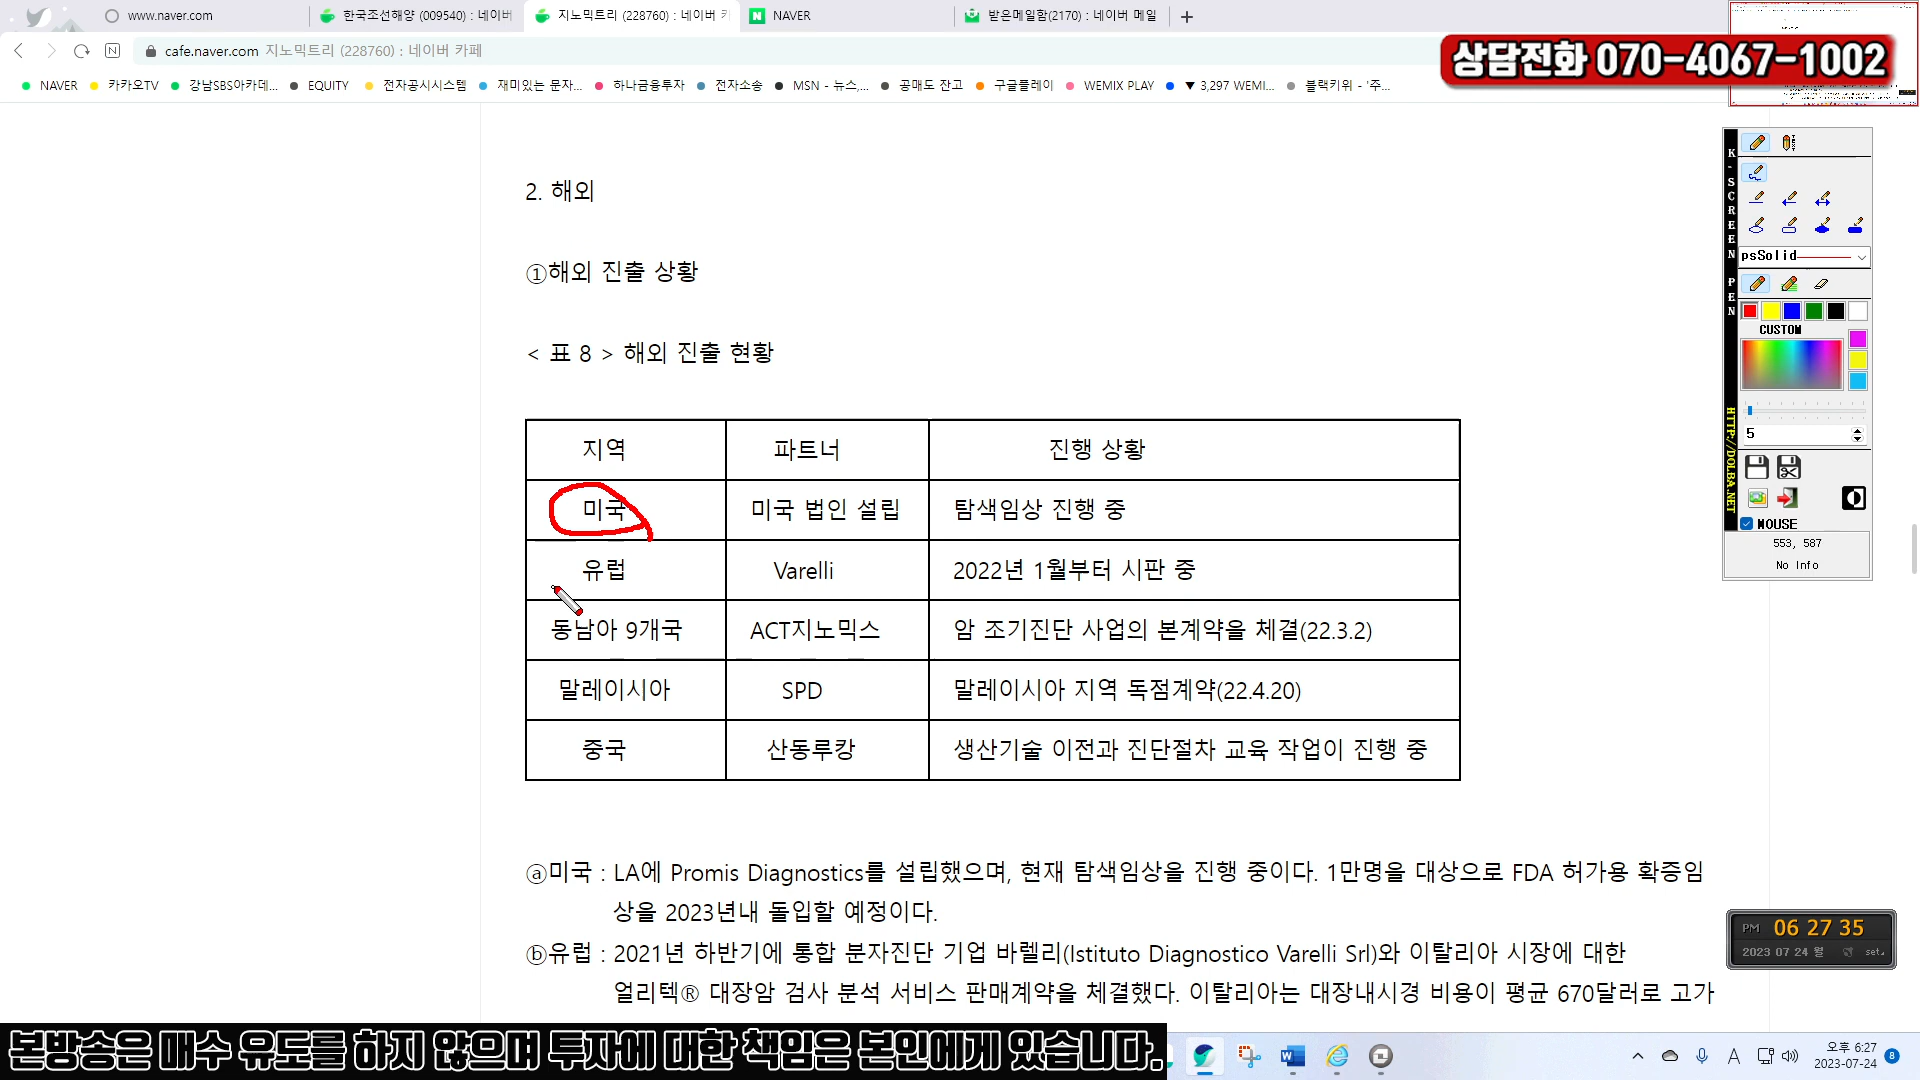 www.naver.com
한국조선해양 (009540) : 네이버
지노믹트리 (228760) : 네이버 카
NAVER
받은메일함(2170) : 네이버 메일
cafe.naver.com 지노믹트리 (228760) : 네이버 카페
상담전화 070-4067-1002
NAVER 카카오TV 강남SBS아카데... EQUITY 전자공시시스템 재미있는 문자... 하나금융투자 전자소송 MSN - 뉴스,... 공매도 잔고 구글플레이 WEMIX PLAY ▼ 3,297 WEMI... 블랙키위 - '주...
2. 해외
①해외 진출 상황
< 표 8 > 해외 진출 현황
지역 파트너 진행 상황
미국 미국 법인 설립 탐색임상 진행 중
유럽 Varelli 2022년 1월부터 시판 중
동남아 9개국 ACT지노믹스 암 조기진단 사업의 본계약을 체결(22.3.2)
말레이시아 SPD 말레이시아 지역 독점계약(22.4.20)
중국 산동루캉 생산기술 이전과 진단절차 교육 작업이 진행 중
ⓐ미국 : LA에 Promis Diagnostics를 설립했으며, 현재 탐색임상을 진행 중이다. 1만명을 대상으로 FDA 허가용 확증임
상을 2023년내 돌입할 예정이다.
ⓑ유럽 : 2021년 하반기에 통합 분자진단 기업 바렐리(Istituto Diagnostico Varelli Srl)와 이탈리아 시장에 대한
얼리텍® 대장암 검사 분석 서비스 판매계약을 체결했다. 이탈리아는 대장내시경 비용이 평균 670달러로 고가
K-SCREEN PEN
HTTP://DOLBA.NET
psSolid
CUSTOM
5
MOUSE
553, 587
No Info
PM 06 27 35
2023 07 24 월 set
본방송은 매수 유도를 하지 않으며 투자에 대한 책임은 본인에게 있습니다.
A
오후 6:27
2023-07-24
8